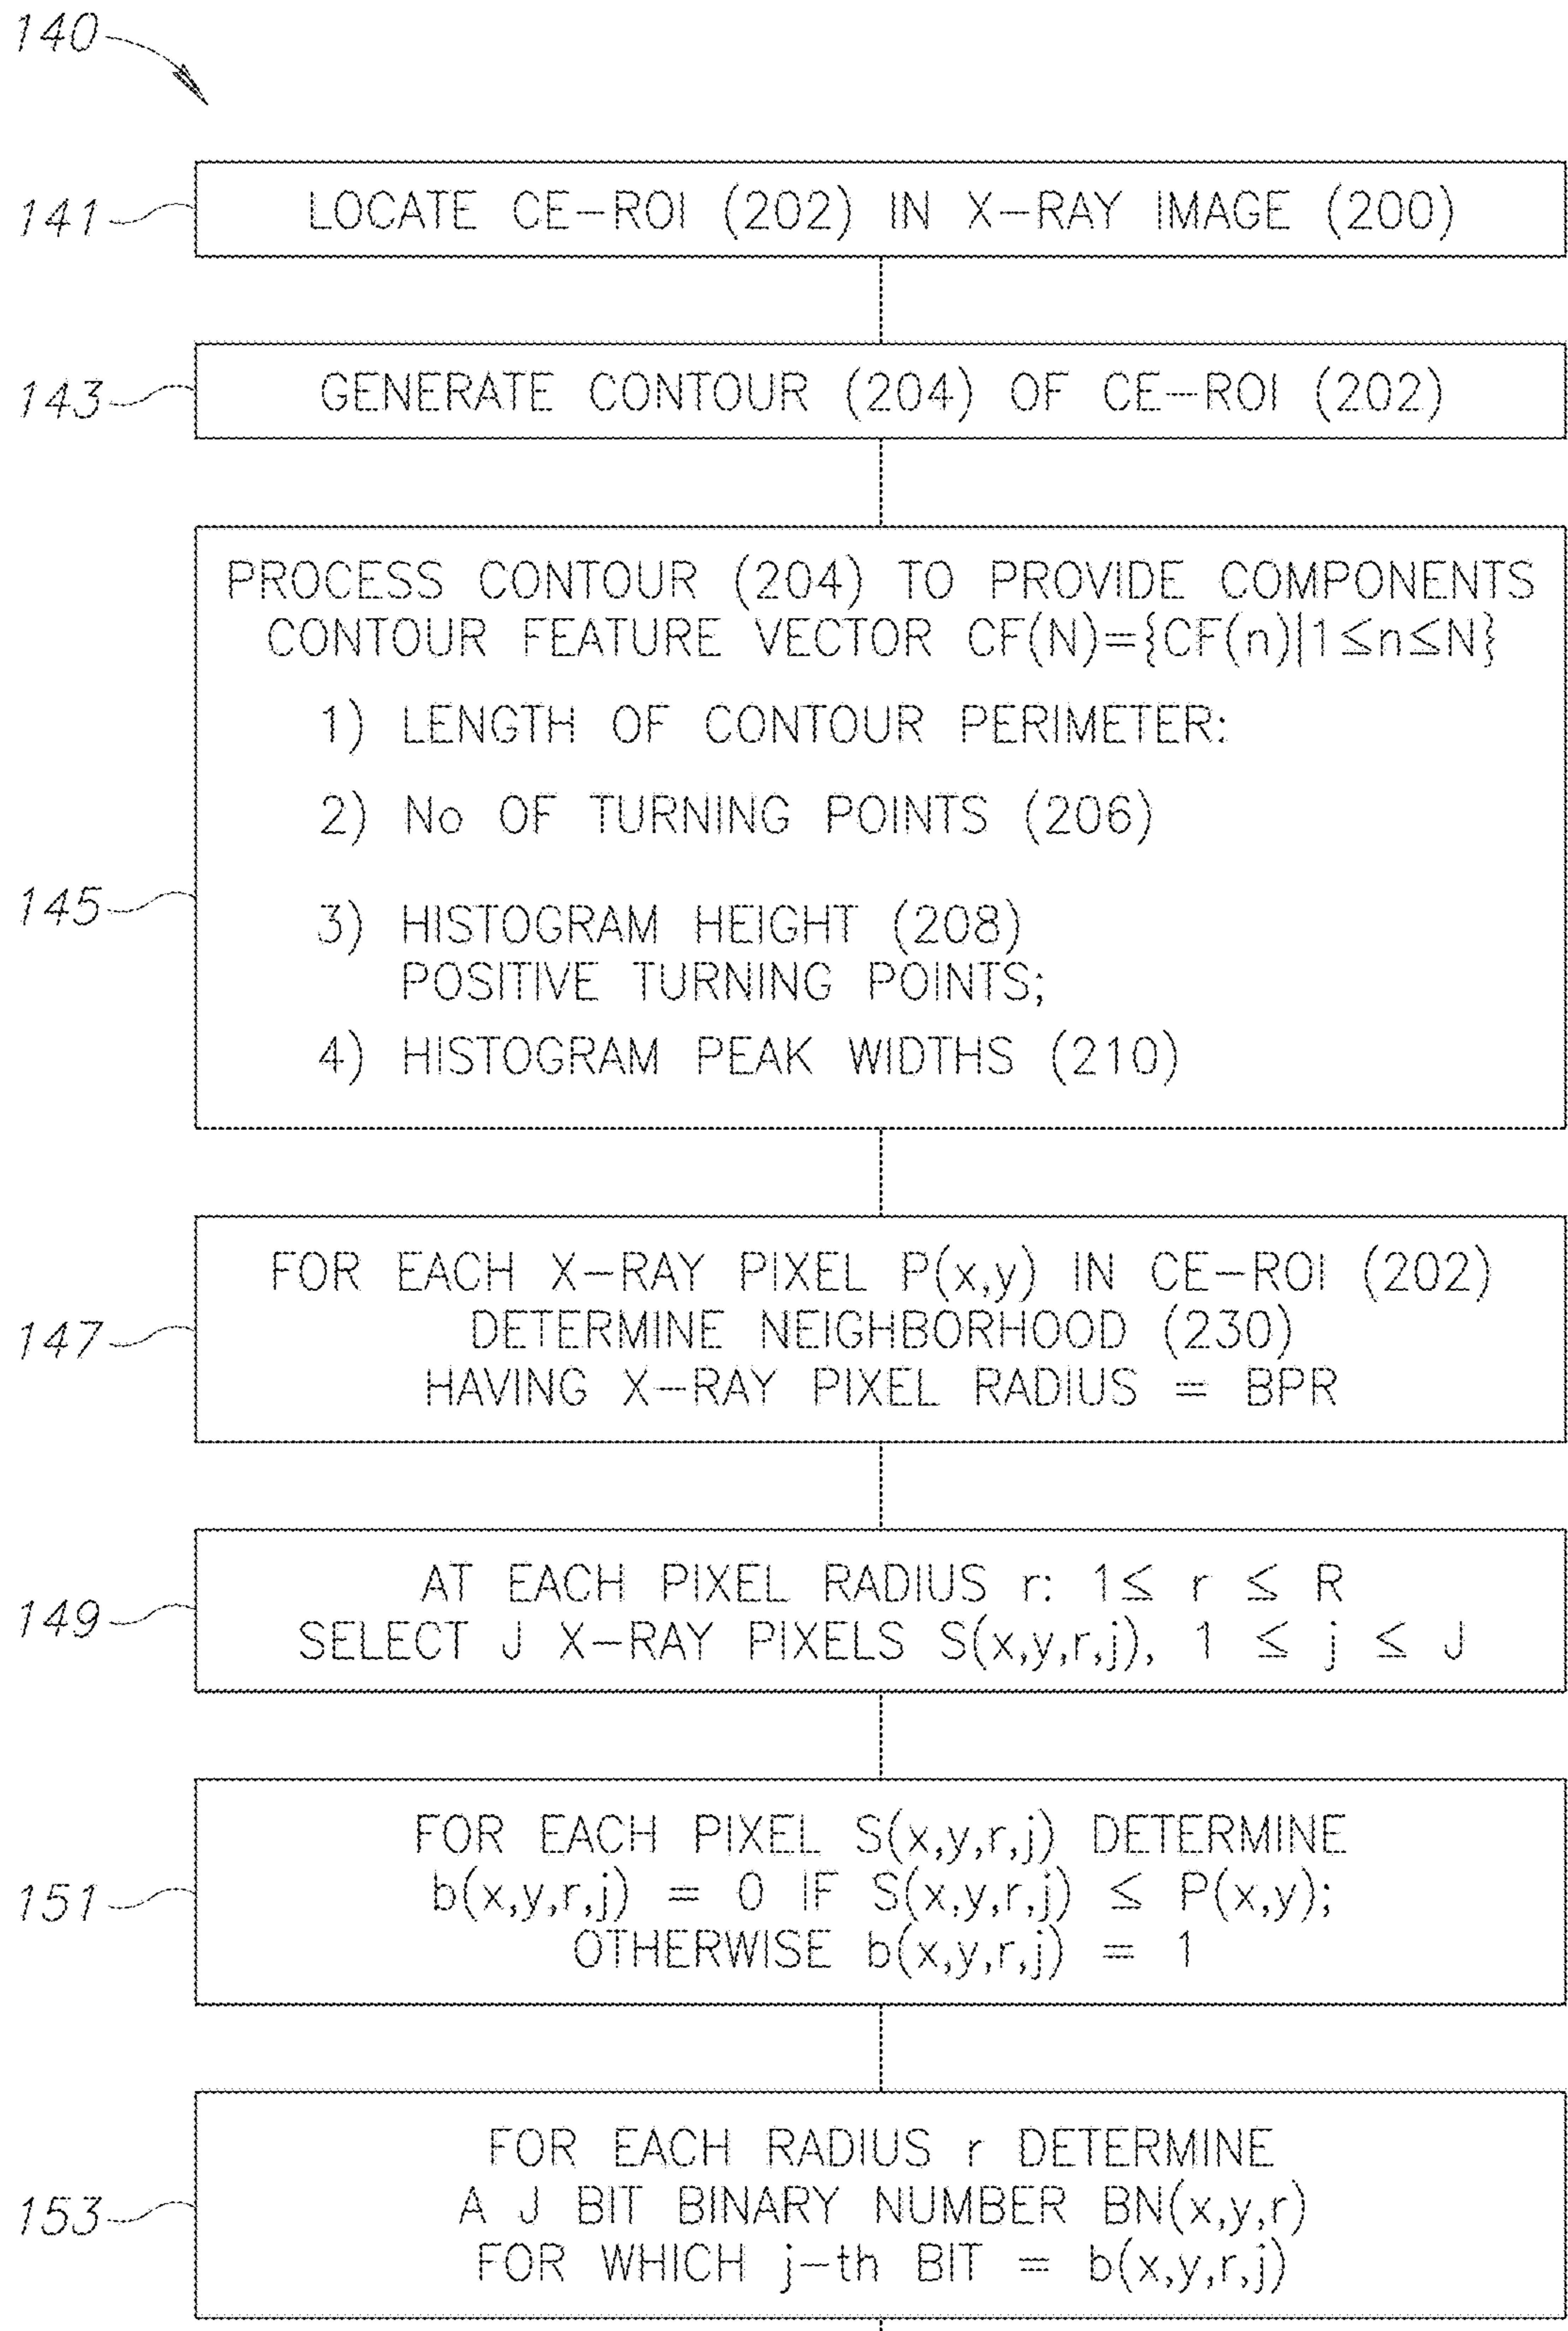 140
141
LOCATE CE-ROI (202) IN X-RAY IMAGE (200)
143
GENERATE CONTOUR (204) OF CE-ROI (202)
145
PROCESS CONTOUR (204) TO PROVIDE COMPONENTS
CONTOUR FEATURE VECTOR CF(N)={CF(n)|1≤n≤N}
1) LENGTH OF CONTOUR PERIMETER:
2) No OF TURNING POINTS (206)
3) HISTOGRAM HEIGHT (208)
POSITIVE TURNING POINTS;
4) HISTOGRAM PEAK WIDTHS (210)
147
FOR EACH X-RAY PIXEL P(x,y) IN CE-ROI (202)
DETERMINE NEIGHBORHOOD (230)
HAVING X-RAY PIXEL RADIUS = BPR
149
AT EACH PIXEL RADIUS r: 1≤ r ≤ R
SELECT J X-RAY PIXELS S(x,y,r,j), 1 ≤ j ≤ J
151
FOR EACH PIXEL S(x,y,r,j) DETERMINE
b(x,y,r,j) = 0 IF S(x,y,r,j) ≤ P(x,y);
OTHERWISE b(x,y,r,j) = 1
153
FOR EACH RADIUS r DETERMINE
A J BIT BINARY NUMBER BN(x,y,r)
FOR WHICH j-th BIT = b(x,y,r,j)